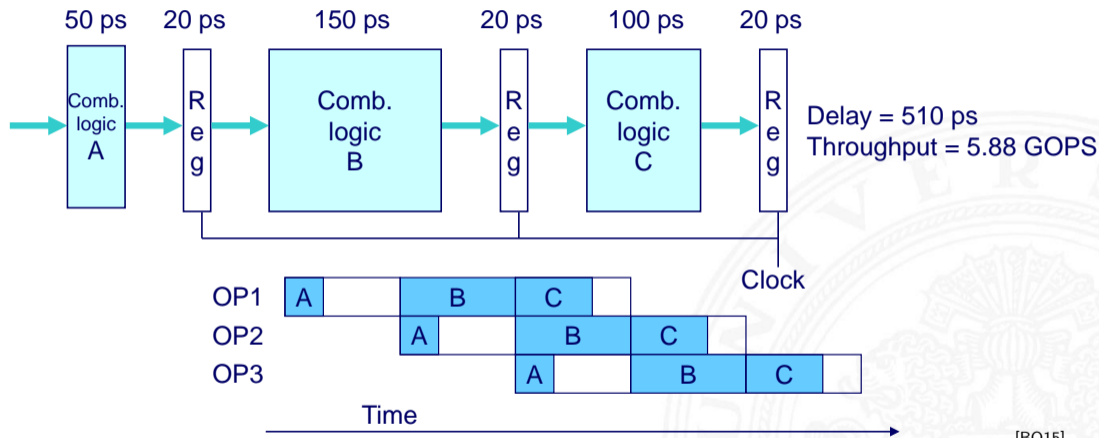 50 ps 20 ps 150 ps 20 ps 100 ps 20 ps
Comb.
logic
A
R
e
g
Comb.
logic
B
R
e
g
Comb.
logic
C
R
e
g
Delay = 510 ps
Throughput = 5.88 GOPS
Clock
OP1 A B C
OP2 A B C
OP3 A B C
Time